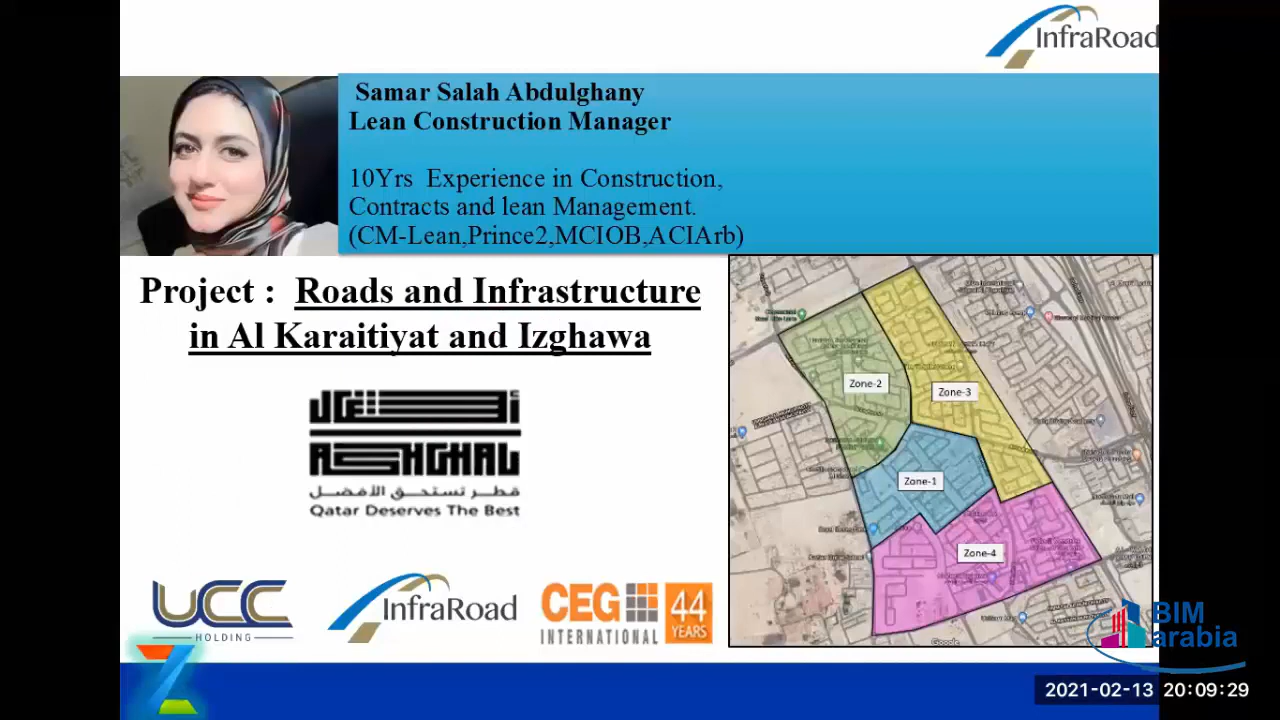 InfraRoad
Samar Salah Abdulghany
Lean Construction Manager
10Yrs Experience in Construction,
Contracts and lean Management.
(CM-Lean,Prince2,MCIOB,ACIArb)
Project : Roads and Infrastructure
in Al Karaitiyat and Izghawa
أشغال
ASHGHAL
قطر تستحق الأفضل
Qatar Deserves The Best
UCC
HOLDING
InfraRoad
CEG
INTERNATIONAL
44
YEARS
Zone-2
Zone-3
Zone-1
Zone-4
Google
BIM
arabia
2021-02-13 20:09:29